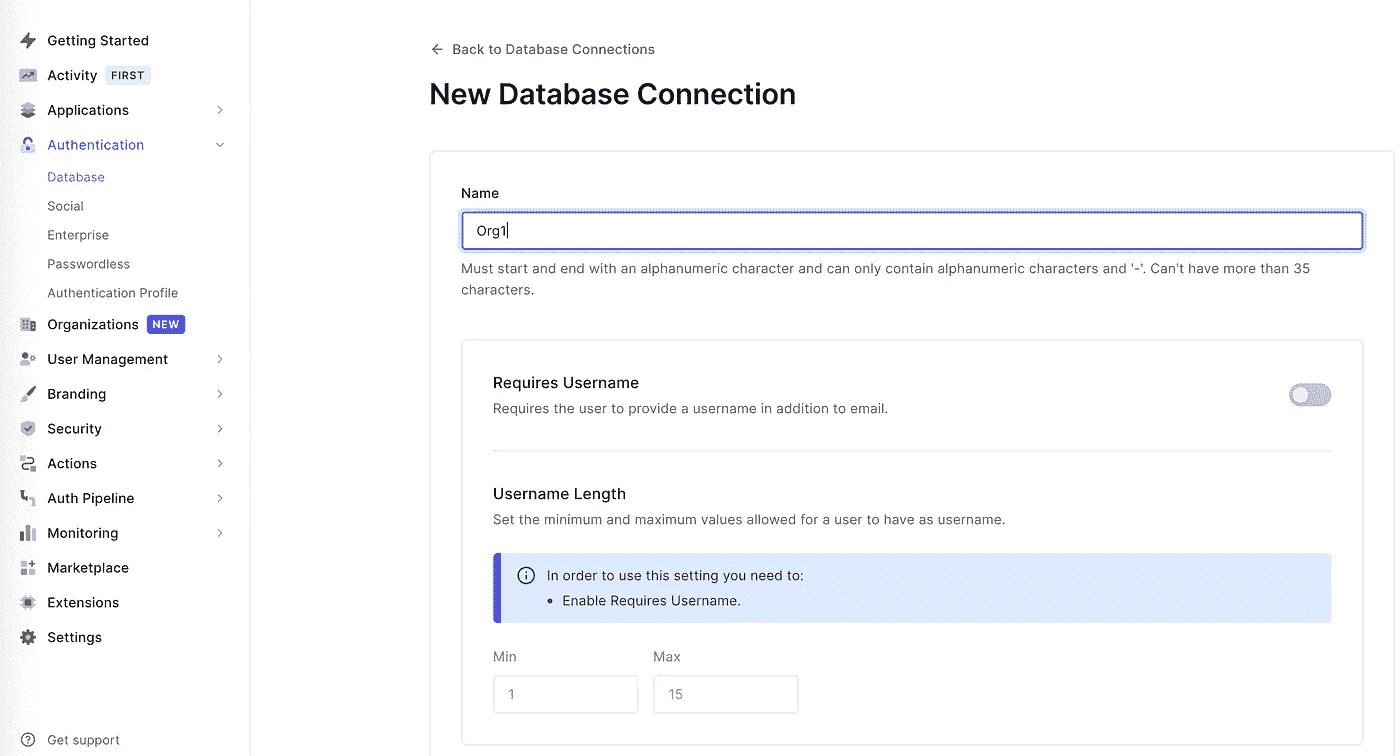 Getting Started
Activity FIRST
Applications
Authentication
Database
Social
Enterprise
Passwordless
Authentication Profile
Organizations NEW
User Management
Branding
Security
Actions
Auth Pipeline
Monitoring
Marketplace
Extensions
Settings
Get support
← Back to Database Connections
New Database Connection
Name
Org1
Must start and end with an alphanumeric character and can only contain alphanumeric characters and '-'. Can't have more than 35
characters.
Requires Username
Requires the user to provide a username in addition to email.
Username Length
Set the minimum and maximum values allowed for a user to have as username.
In order to use this setting you need to:
• Enable Requires Username.
Min Max
1 15